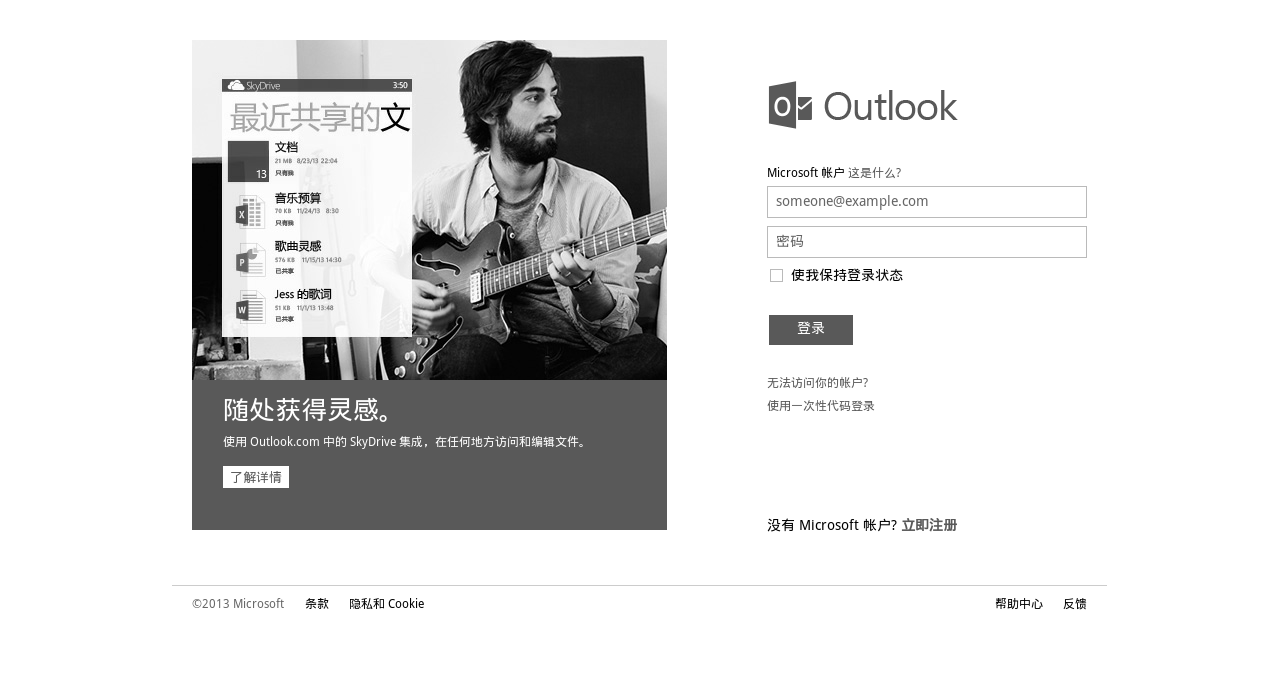 SkyDrive 3:50
最近共享的文
文档
21 MB 8/23/13 22:04
只有我
13
音乐预算
70 KB 11/24/13 8:30
只有我
歌曲灵感
576 KB 11/15/13 14:30
已共享
Jess 的歌词
51 KB 11/1/13 13:48
已共享
随处获得灵感。
使用 Outlook.com 中的 SkyDrive 集成，在任何地方访问和编辑文件。
了解详情
Outlook
Microsoft 帐户 这是什么?
someone@example.com
密码
使我保持登录状态
登录
无法访问你的帐户?
使用一次性代码登录
没有 Microsoft 帐户? 立即注册
©2013 Microsoft 条款 隐私和 Cookie 帮助中心 反馈